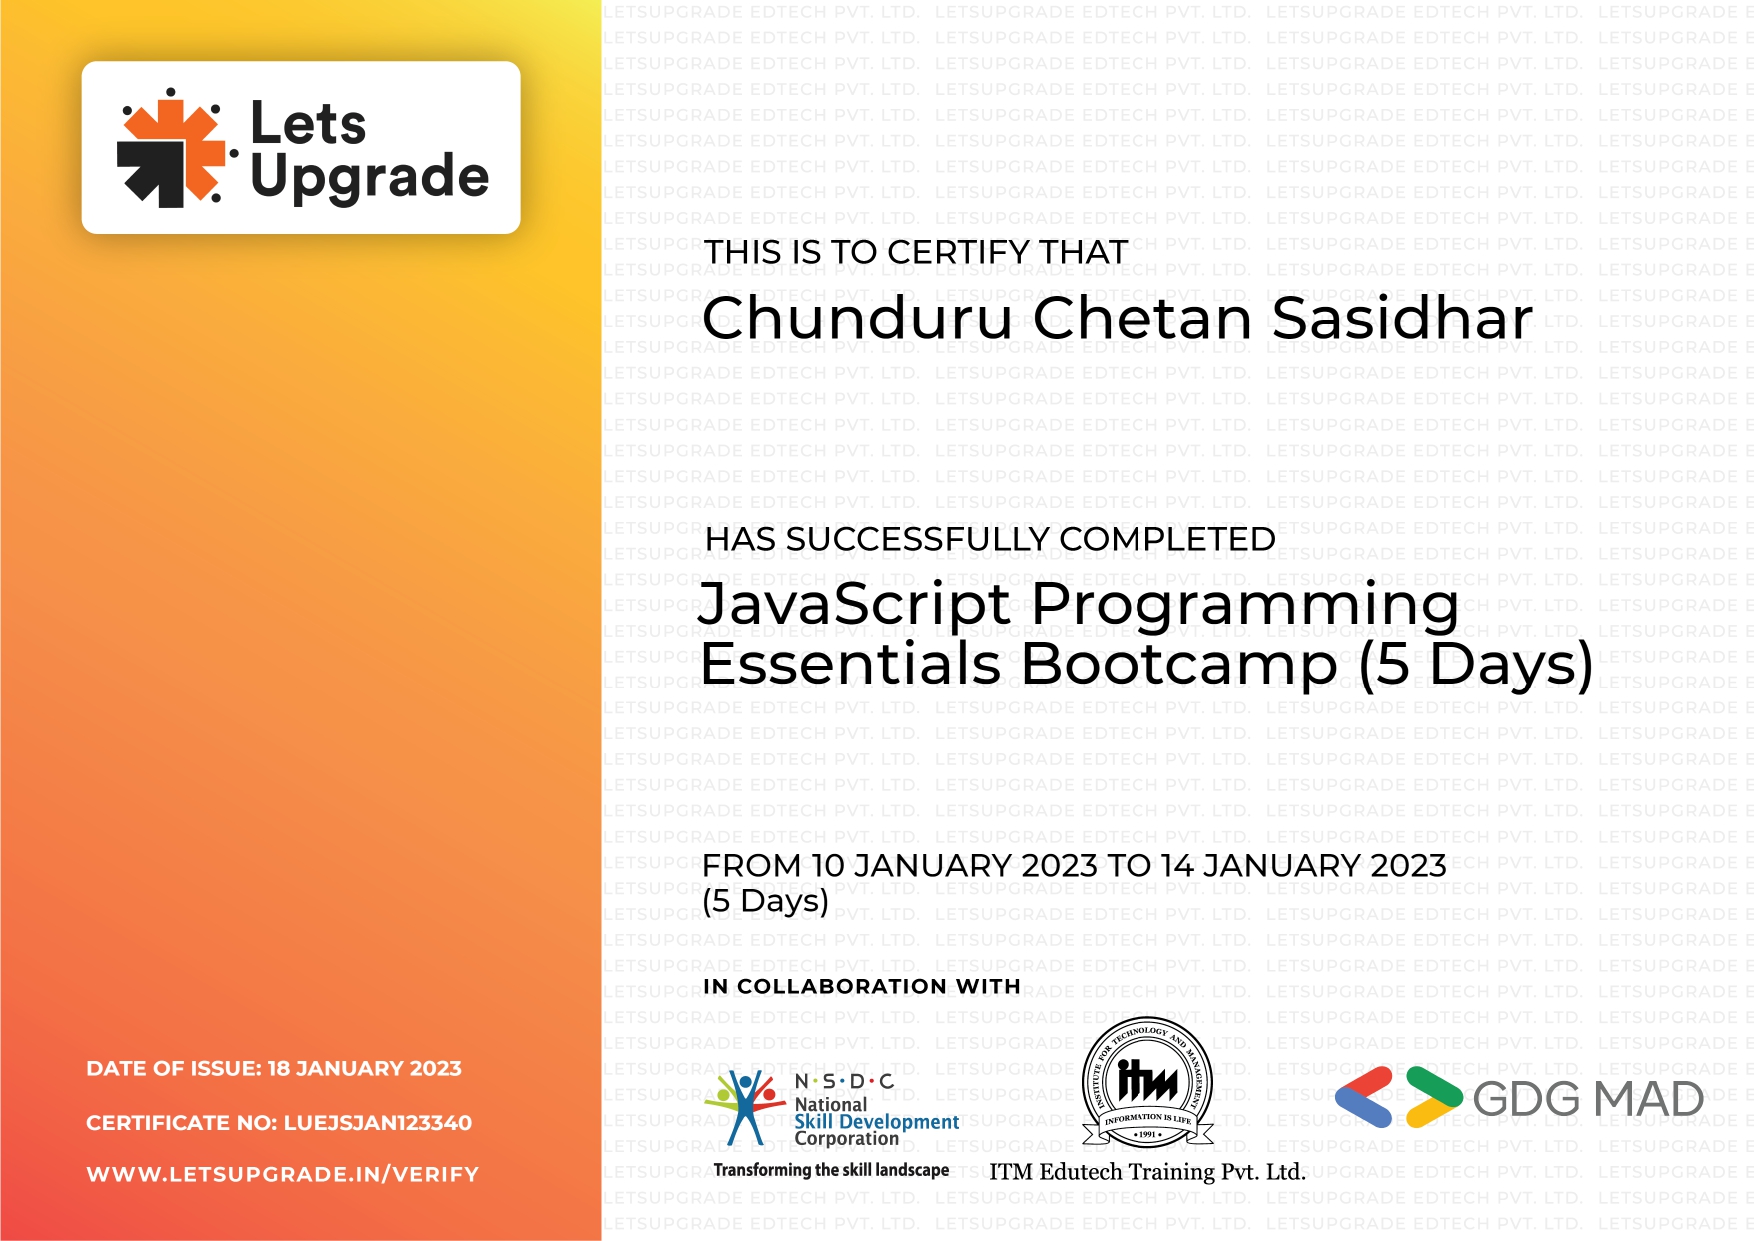 Lets
Upgrade
THIS IS TO CERTIFY THAT
Chunduru Chetan Sasidhar
HAS SUCCESSFULLY COMPLETED
JavaScript Programming
Essentials Bootcamp (5 Days)
FROM 10 JANUARY 2023 TO 14 JANUARY 2023
(5 Days)
IN COLLABORATION WITH
N·S·D·C
National
Skill Development
Corporation
Transforming the skill landscape
INSTITUTE FOR TECHNOLOGY AND MANAGEMENT
itm
INFORMATION IS LIFE
• 1991 •
ITM Edutech Training Pvt. Ltd.
GDG MAD
DATE OF ISSUE: 18 JANUARY 2023
CERTIFICATE NO: LUEJSJAN123340
WWW.LETSUPGRADE.IN/VERIFY
LETSUPGRADE EDTECH PVT. LTD.